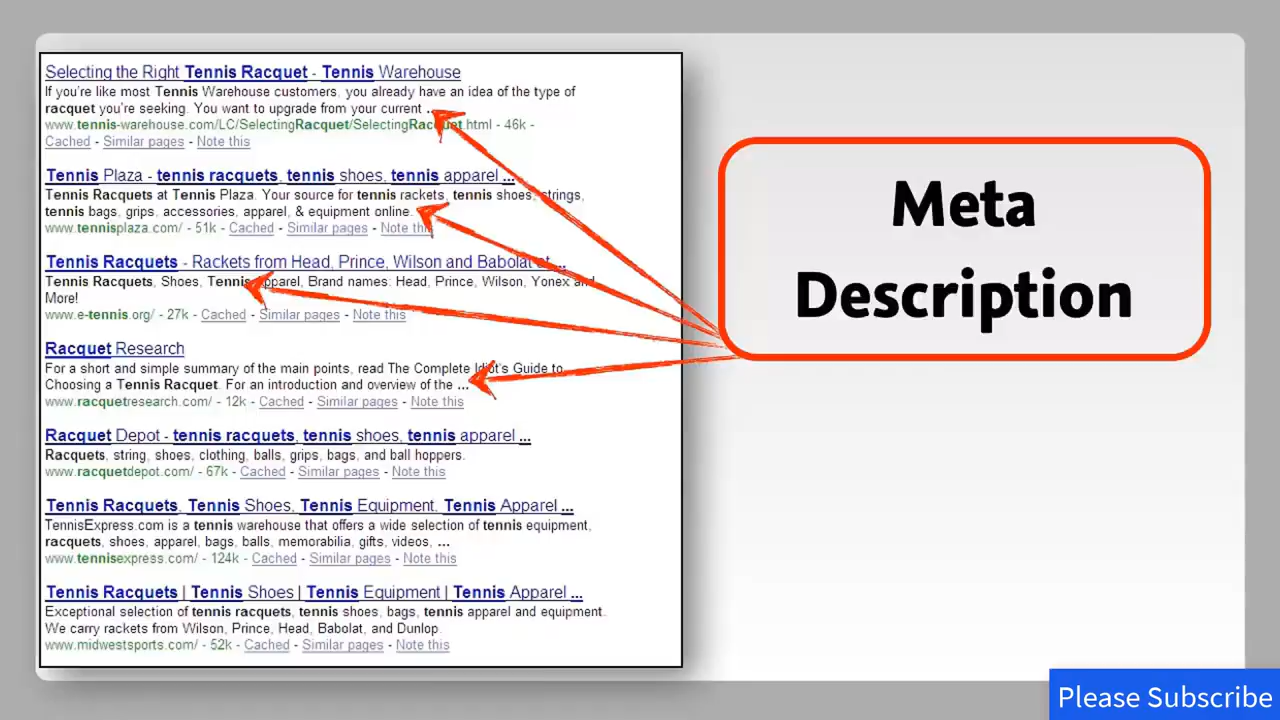 Selecting the Right Tennis Racquet - Tennis Warehouse
If you're like most Tennis Warehouse customers, you already have an idea of the type of
racquet you're seeking. You want to upgrade from your current ...
www.tennis-warehouse.com/LC/SelectingRacquet/SelectingRacquet.html - 46k -
Cached - Similar pages - Note this
Tennis Plaza - tennis racquets, tennis shoes, tennis apparel ...
Tennis Racquets at Tennis Plaza. Your source for tennis rackets, tennis shoes, strings,
tennis bags, grips, accessories, apparel, & equipment online.
www.tennisplaza.com/ - 51k - Cached - Similar pages - Note this
Tennis Racquets - Rackets from Head, Prince, Wilson and Babolat at ...
Tennis Racquets, Shoes, Tennis Apparel, Brand names: Head, Prince, Wilson, Yonex and
More!
www.e-tennis.org/ - 27k - Cached - Similar pages - Note this
Racquet Research
For a short and simple summary of the main points, read The Complete Idiot's Guide to
Choosing a Tennis Racquet. For an introduction and overview of the ...
www.racquetresearch.com/ - 12k - Cached - Similar pages - Note this
Racquet Depot - tennis racquets, tennis shoes, tennis apparel ...
Racquets, string, shoes, clothing, balls, grips, bags, and ball hoppers.
www.racquetdepot.com/ - 67k - Cached - Similar pages - Note this
Tennis Racquets, Tennis Shoes, Tennis Equipment, Tennis Apparel ...
TennisExpress.com is a tennis warehouse that offers a wide selection of tennis equipment,
racquets, shoes, apparel, bags, balls, memorabilia, gifts, videos, ...
www.tennisexpress.com/ - 124k - Cached - Similar pages - Note this
Tennis Racquets | Tennis Shoes | Tennis Equipment | Tennis Apparel ...
Exceptional selection of tennis racquets, tennis shoes, bags, tennis apparel and equipment.
We carry rackets from Wilson, Prince, Head, Babolat, and Dunlop.
www.midwestsports.com/ - 52k - Cached - Similar pages - Note this
Meta
Description
Please Subscribe